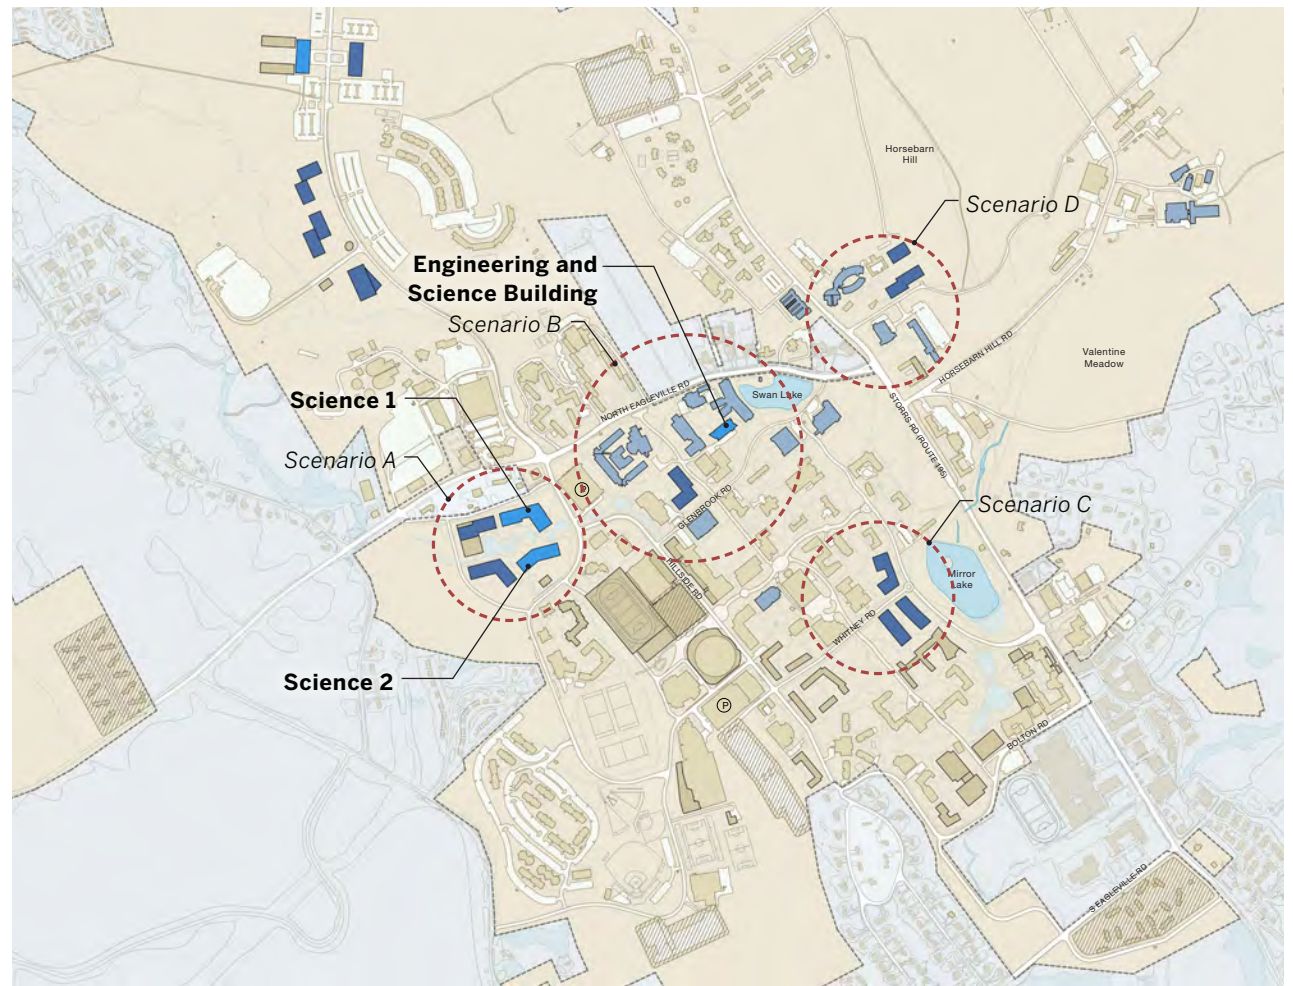 Horsebarn
Hill
Scenario D
Engineering and
Science Building
Scenario B
Valentine
Meadow
HORSEBARN HILL RD
NORTH EAGLEVILLE RD
Swan Lake
Science 1
STORRS RD (ROUTE 195)
Scenario A
P
GLENBROOK RD
Scenario C
HILLSIDE RD
Mirror
Lake
WHITNEY RD
Science 2
P
BOLTON RD
S EAGLEVILLE RD